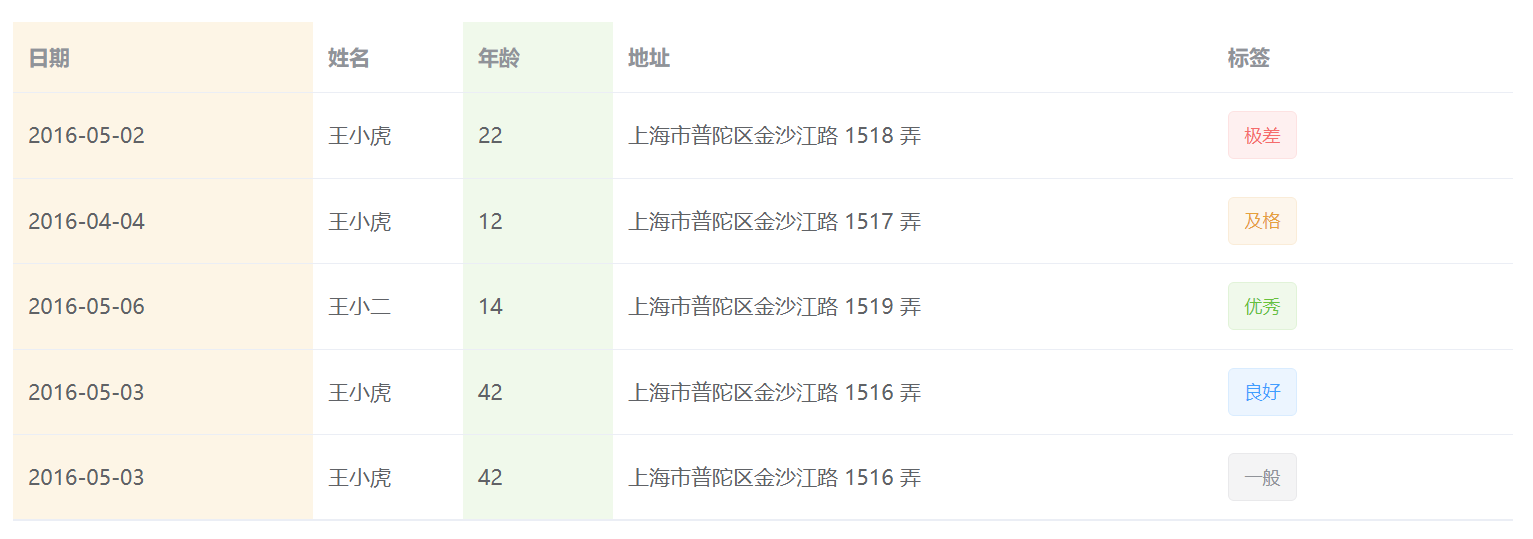 日期 姓名 年龄 地址 标签
2016-05-02 王小虎 22 上海市普陀区金沙江路 1518 弄 极差
2016-04-04 王小虎 12 上海市普陀区金沙江路 1517 弄 及格
2016-05-06 王小二 14 上海市普陀区金沙江路 1519 弄 优秀
2016-05-03 王小虎 42 上海市普陀区金沙江路 1516 弄 良好
2016-05-03 王小虎 42 上海市普陀区金沙江路 1516 弄 一般